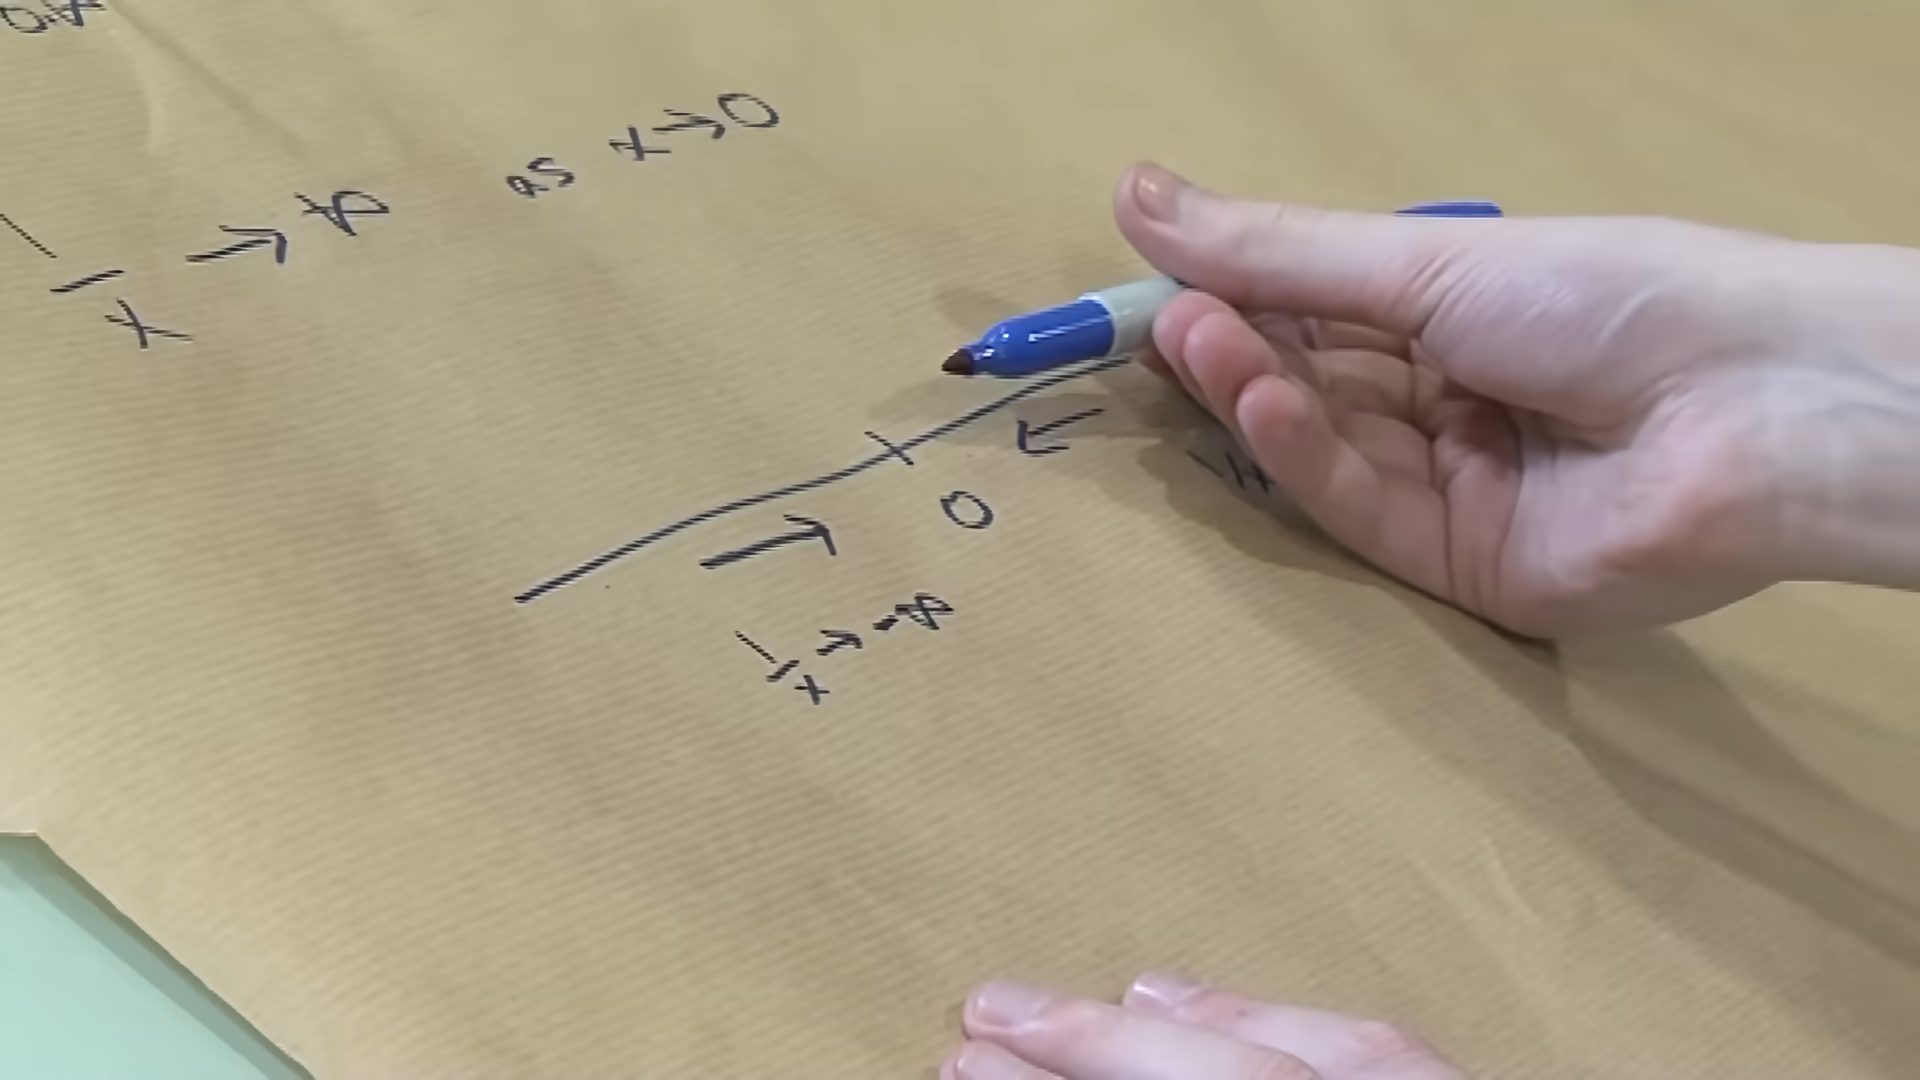 1/x → ∞ as x → 0
0
1/x → -∞